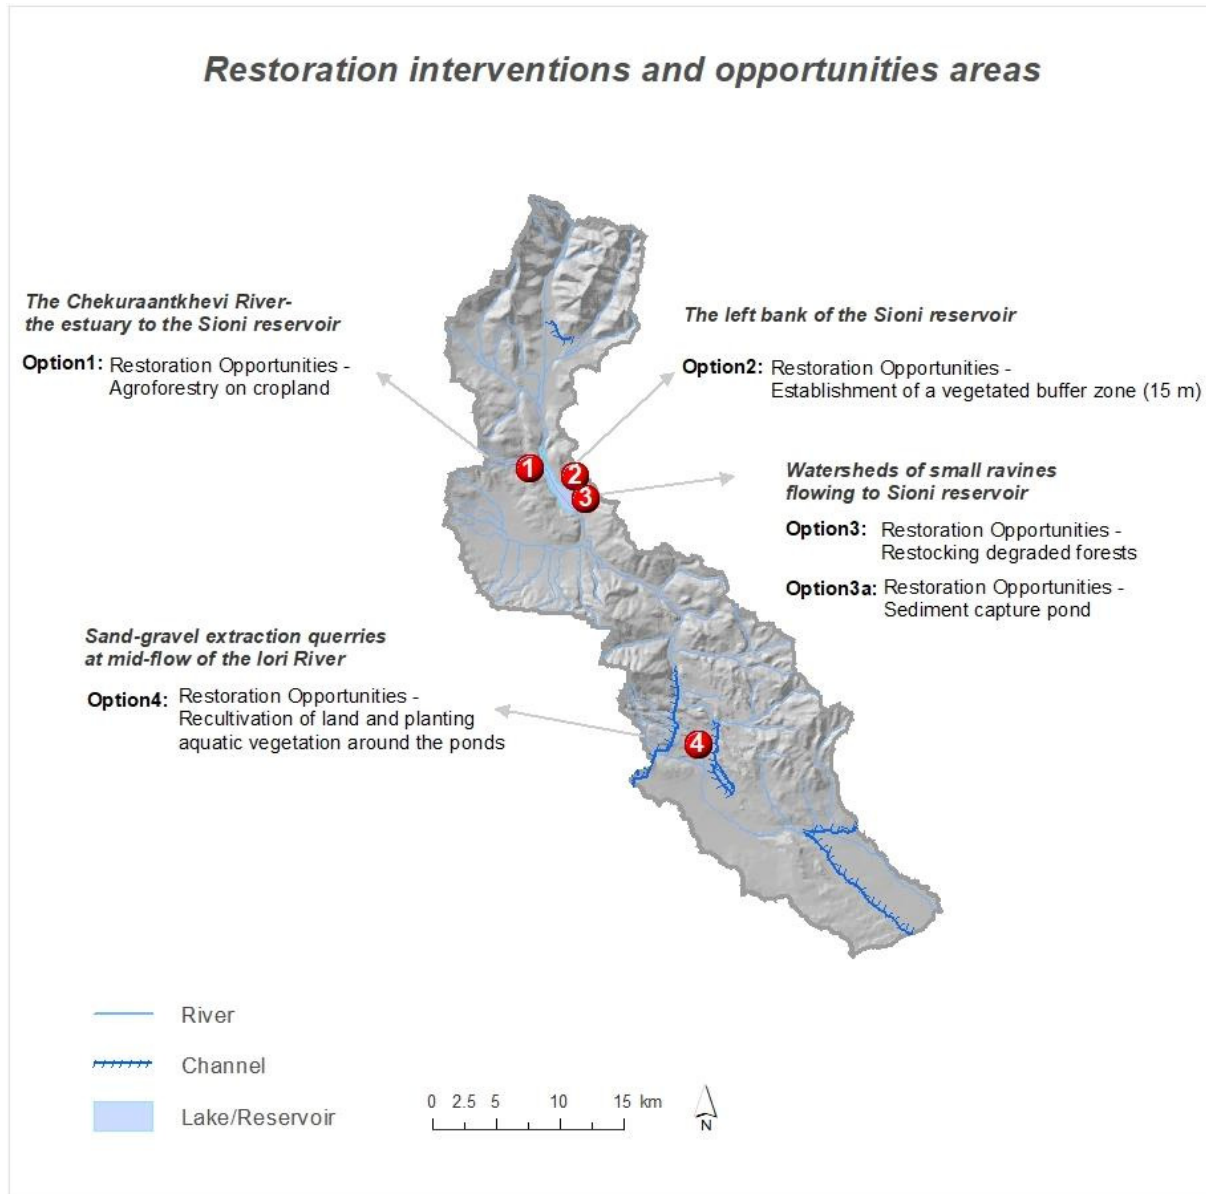 Restoration interventions and opportunities areas
The Chekuraantkhevi River-
the estuary to the Sioni reservoir
Option1: Restoration Opportunities -
Agroforestry on cropland
The left bank of the Sioni reservoir
Option2: Restoration Opportunities -
Establishment of a vegetated buffer zone (15 m)
1
2
3
Watersheds of small ravines
flowing to Sioni reservoir
Option3: Restoration Opportunities -
Restocking degraded forests
Option3a: Restoration Opportunities -
Sediment capture pond
Sand-gravel extraction querries
at mid-flow of the Iori River
Option4: Restoration Opportunities -
Recultivation of land and planting
aquatic vegetation around the ponds
4
River
Channel
Lake/Reservoir
0 2.5 5 10 15 km
N